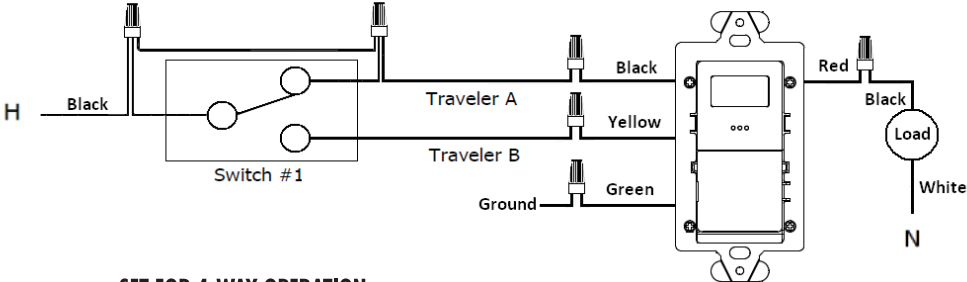 H
Black
Traveler A
Traveler B
Switch #1
Black
Yellow
Green
Ground
Red
Black
Load
White
N